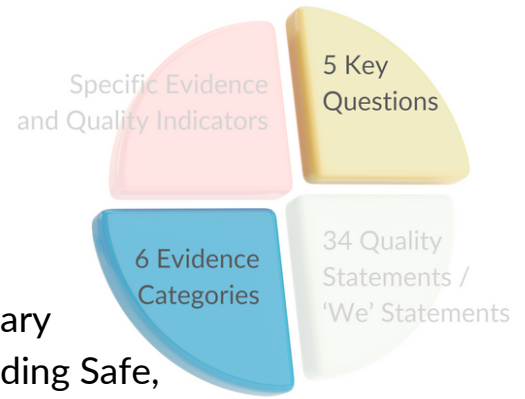 5 Key
Questions
Specific Evidence
and Quality Indicators
6 Evidence
Categories
34 Quality
Statements /
‘We’ Statements
ary
ding Safe,